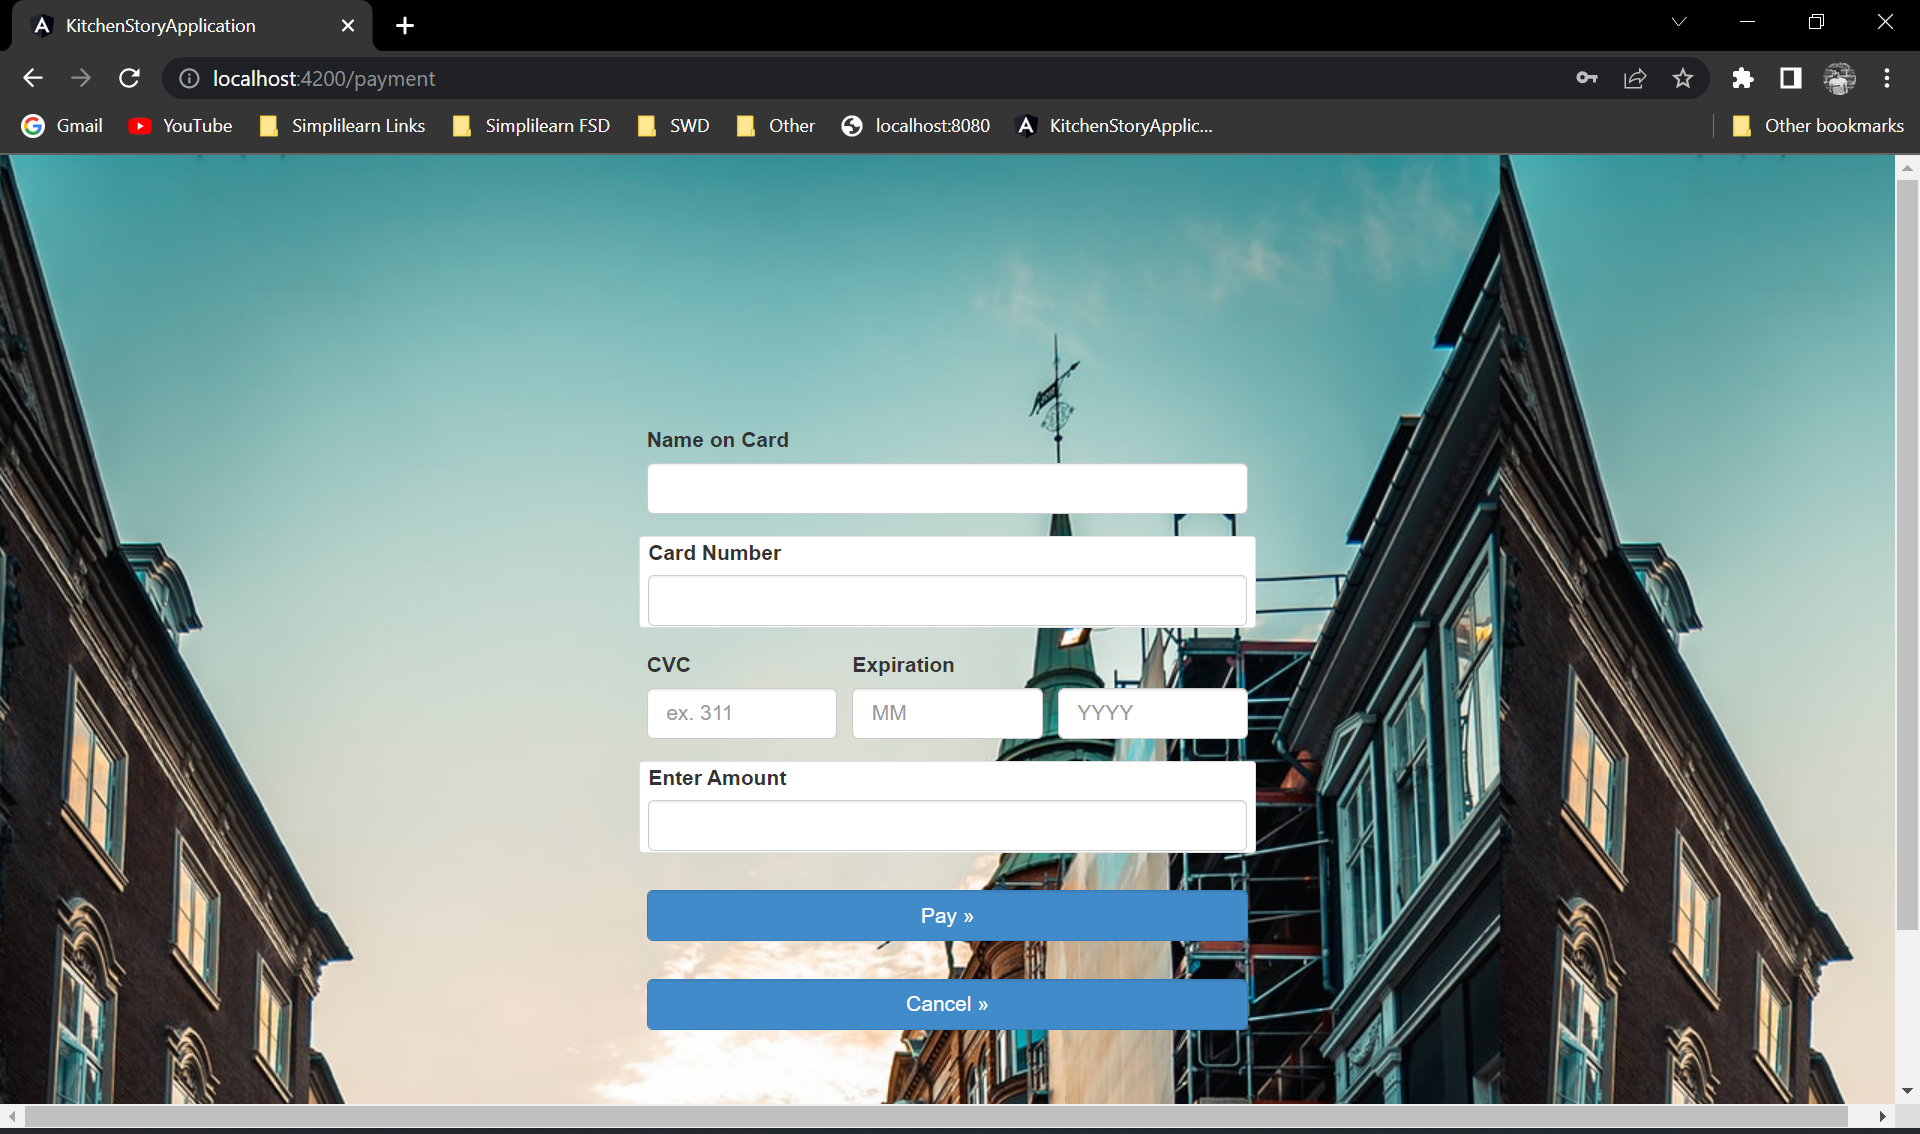 KitchenStoryApplication
localhost:4200/payment
Gmail YouTube Simplilearn Links Simplilearn FSD SWD Other localhost:8080 KitchenStoryApplic... Other bookmarks
Name on Card
Card Number
CVC Expiration
ex. 311 MM YYYY
Enter Amount
Pay »
Cancel »